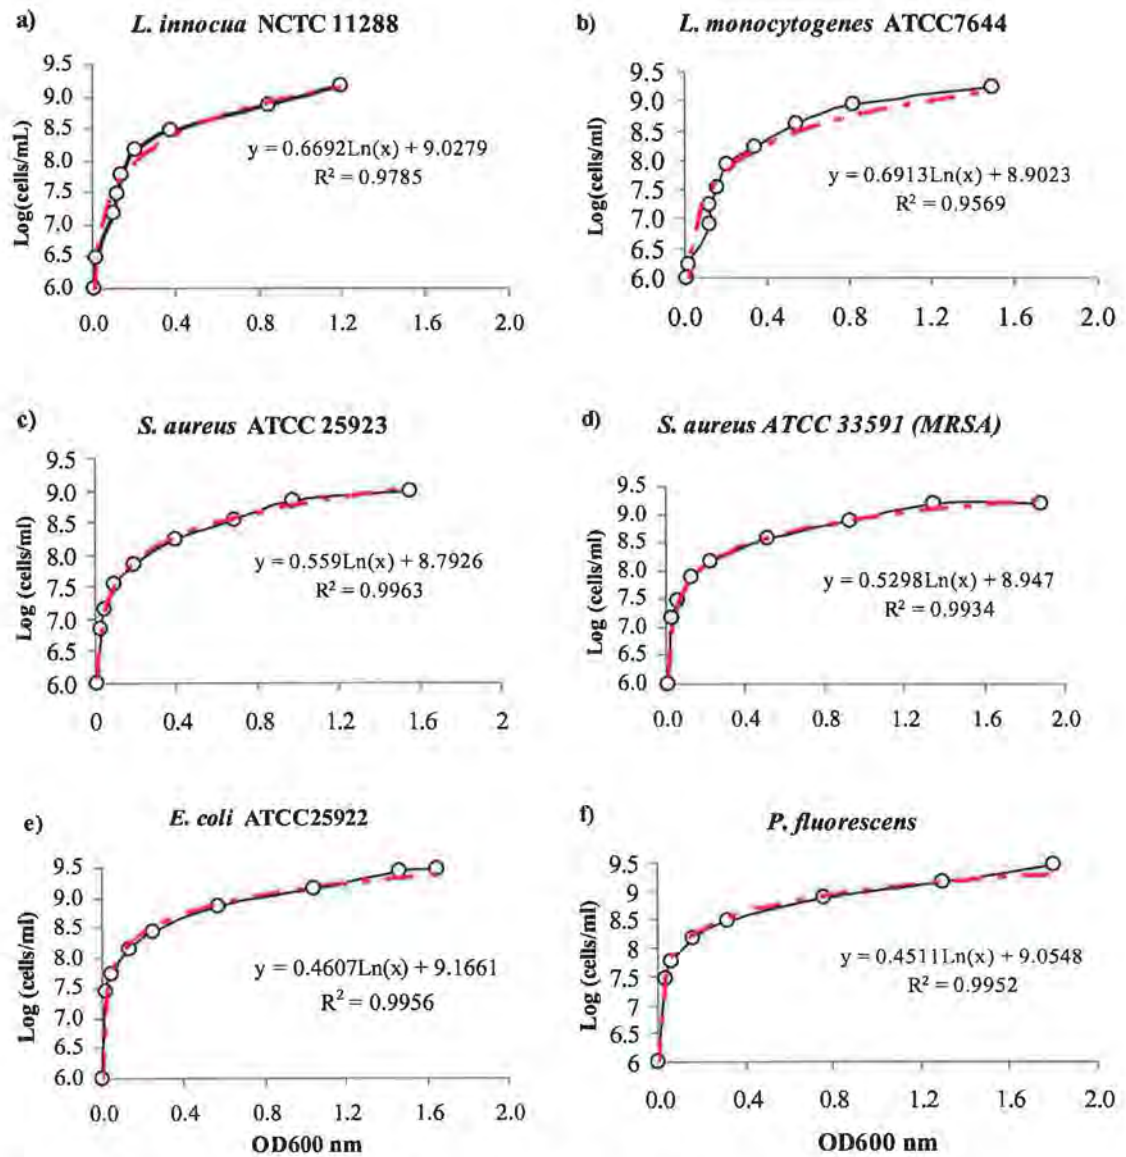 a)
L. innocua NCTC 11288
Log(cells/mL)
9.5
9.0
8.5
8.0
7.5
7.0
6.5
6.0
y = 0.6692Ln(x) + 9.0279
R² = 0.9785
0.0 0.4 0.8 1.2 1.6 2.0
b)
L. monocytogenes ATCC7644
Log(cells/ml)
9.5
9.0
8.5
8.0
7.5
7.0
6.5
6.0
y = 0.6913Ln(x) + 8.9023
R² = 0.9569
0.0 0.4 0.8 1.2 1.6 2.0
c)
S. aureus ATCC 25923
Log (cells/ml)
9.5
9.0
8.5
8.0
7.5
7.0
6.5
6.0
y = 0.559Ln(x) + 8.7926
R² = 0.9963
0 0.4 0.8 1.2 1.6 2.0
d)
S. aureus ATCC 33591 (MRSA)
Log (cells/ml)
9.5
9.0
8.5
8.0
7.5
7.0
6.5
6.0
y = 0.5298Ln(x) + 8.947
R² = 0.9934
0.0 0.4 0.8 1.2 1.6 2.0
e)
E. coli ATCC25922
Log (cells/ml)
9.5
9.0
8.5
8.0
7.5
7.0
6.5
6.0
y = 0.4607Ln(x) + 9.1661
R² = 0.9956
0.0 0.4 0.8 1.2 1.6 2.0
OD600 nm
f)
P. fluorescens
Log (cells/ml)
9.5
9
8.5
8
7.5
7
6.5
6
y = 0.4511Ln(x) + 9.0548
R² = 0.9952
0.0 0.4 0.8 1.2 1.6 2.0
OD600 nm